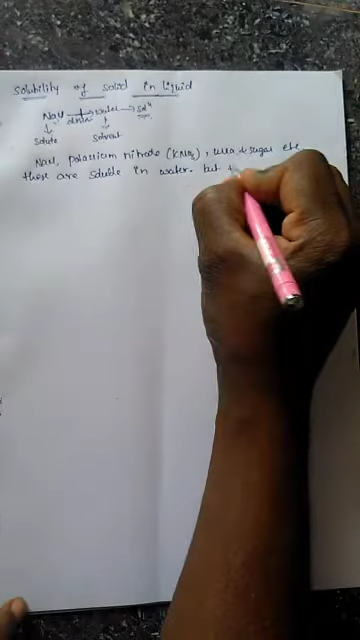 Solubility of solid in liquid
NaCl + water → Sol^n
Solute Solvent
NaCl, potassium nitrate (KNO3), urea, & sugar etc
these are soluble in water. but t